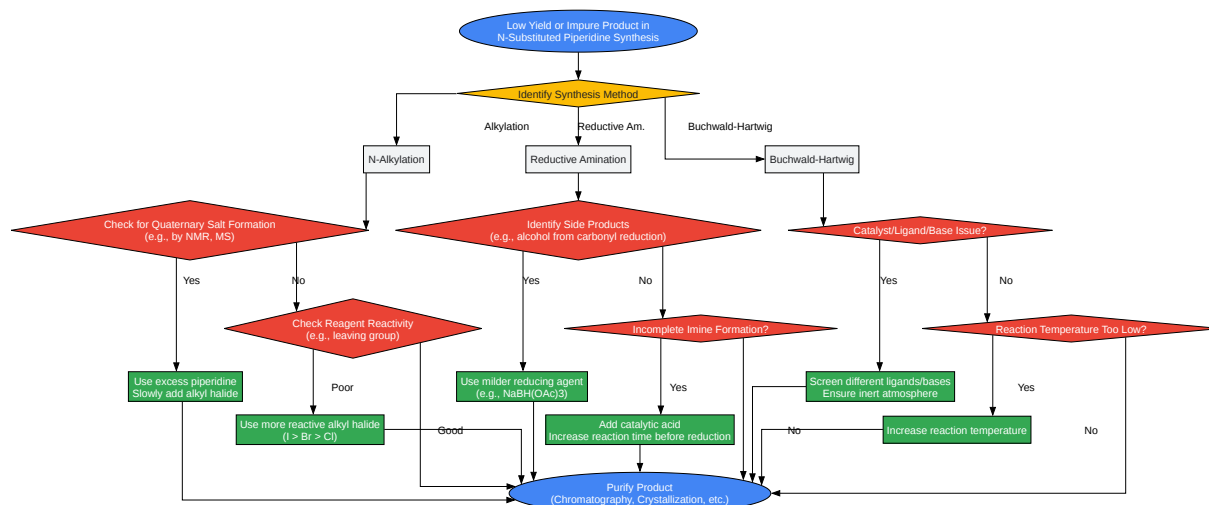 Low Yield or Impure Product in
N-Substituted Piperidine Synthesis
Identify Synthesis Method
Alkylation
Reductive Am.
Buchwald-Hartwig
N-Alkylation
Reductive Amination
Buchwald-Hartwig
Check for Quaternary Salt Formation
(e.g., by NMR, MS)
Identify Side Products
(e.g., alcohol from carbonyl reduction)
Catalyst/Ligand/Base Issue?
Yes
No
Yes
No
Yes
No
Check Reagent Reactivity
(e.g., leaving group)
Incomplete Imine Formation?
Reaction Temperature Too Low?
Use excess piperidine
Slowly add alkyl halide
Poor
Use milder reducing agent
(e.g., NaBH(OAc)3)
Yes
Screen different ligands/bases
Ensure inert atmosphere
Yes
Use more reactive alkyl halide
(I > Br > Cl)
Good
Add catalytic acid
Increase reaction time before reduction
No
Increase reaction temperature
No
Purify Product
(Chromatography, Crystallization, etc.)